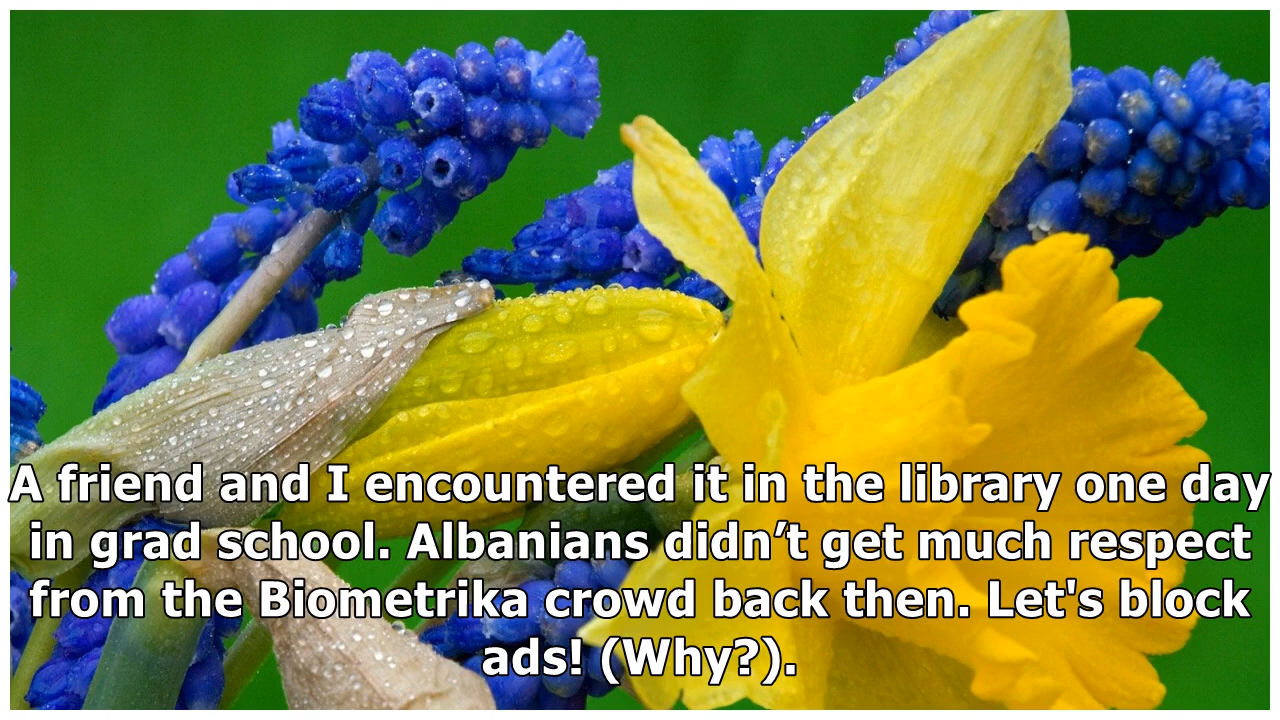 A friend and I encountered it in the library one day
in grad school. Albanians didn’t get much respect
from the Biometrika crowd back then. Let's block
ads! (Why?).